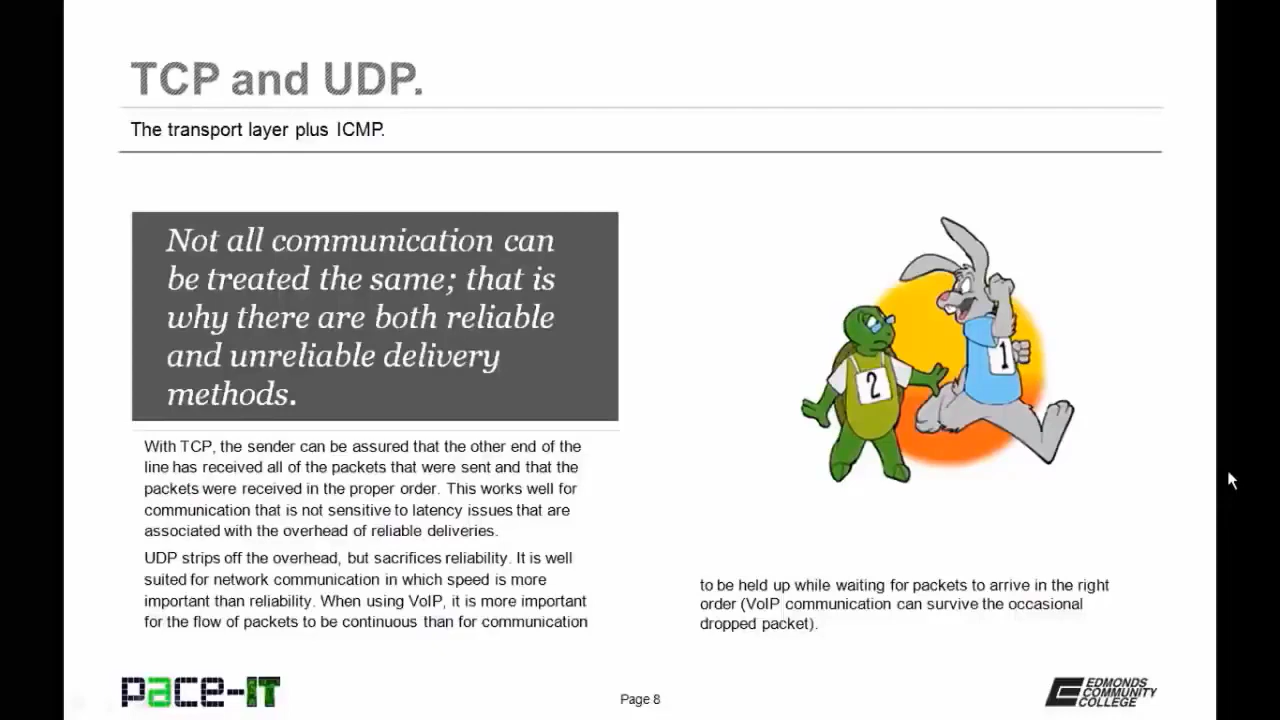 TCP and UDP.
The transport layer plus ICMP.
Not all communication can
be treated the same; that is
why there are both reliable
and unreliable delivery
methods.
With TCP, the sender can be assured that the other end of the
line has received all of the packets that were sent and that the
packets were received in the proper order. This works well for
communication that is not sensitive to latency issues that are
associated with the overhead of reliable deliveries.
UDP strips off the overhead, but sacrifices reliability. It is well
suited for network communication in which speed is more
important than reliability. When using VoIP, it is more important
for the flow of packets to be continuous than for communication
2
1
to be held up while waiting for packets to arrive in the right
order (VoIP communication can survive the occasional
dropped packet).
pace-IT
Page 8
EDMONDS
COMMUNITY
COLLEGE